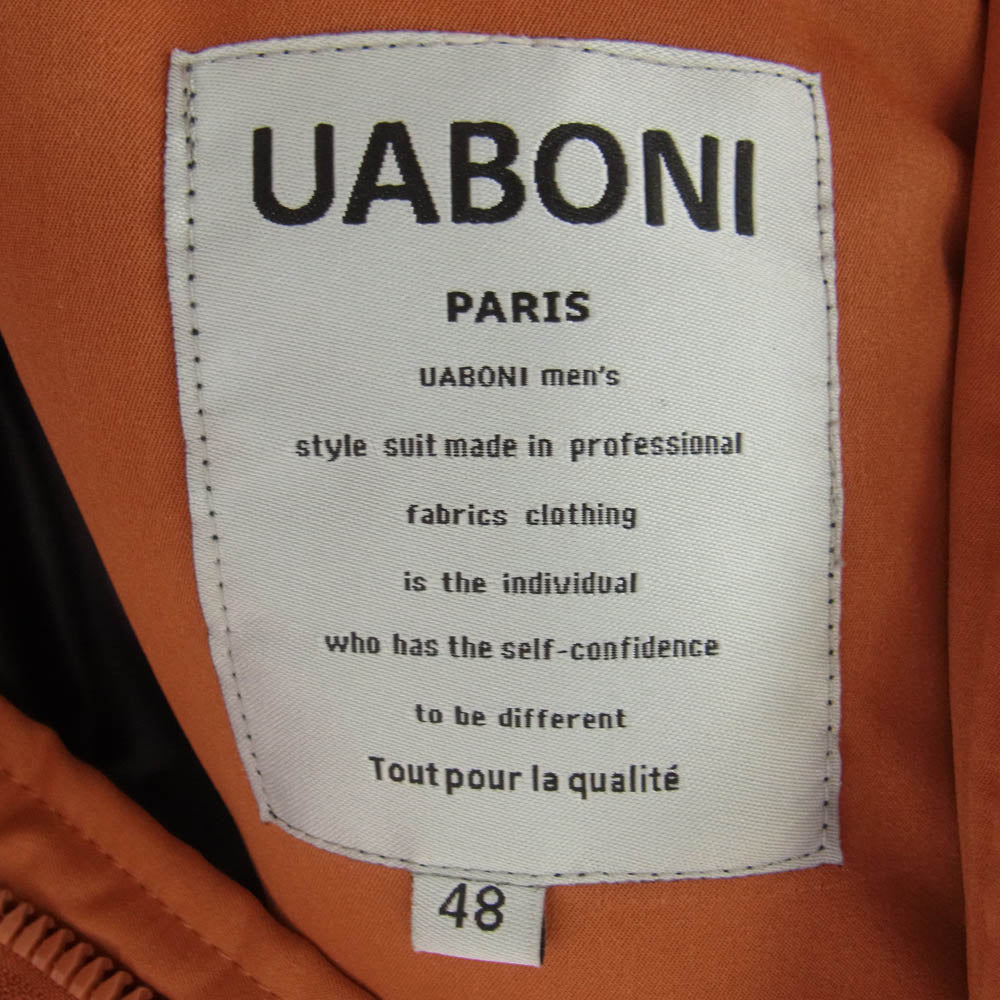 UABONI
PARIS
UABONI men's
style suit made in professional
fabrics clothing
is the individual
who has the self-confidence
to be different
Tout pour la qualité
48